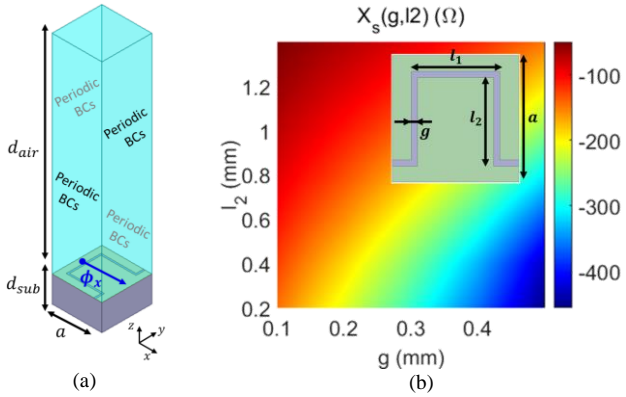 Periodic
BCs
Periodic
BCs
Periodic
BCs
Periodic
BCs
d_air
d_sub
ϕ_x
a
z
y
x
(a)
X_s(g,l2) (Ω)
l_1
l_2
g
a
l_2 (mm)
1.2
1
0.8
0.6
0.4
0.2
0.1
0.2
0.3
0.4
g (mm)
-100
-200
-300
-400
(b)